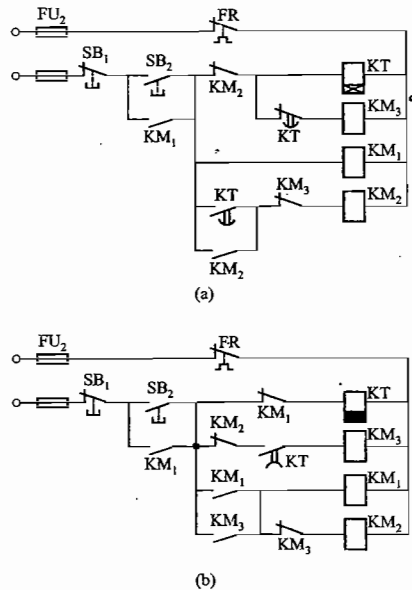 FU2 FR
SB1 SB2 KM2 KT
KM1 KT KM3
KM1
KT KM3 KM2
KM2
(a)
FU2 FR
SB1 SB2 KM1 KT
KM1 KM2 KT KM3
KM1 KM1
KM3 KM3 KM2
(b)